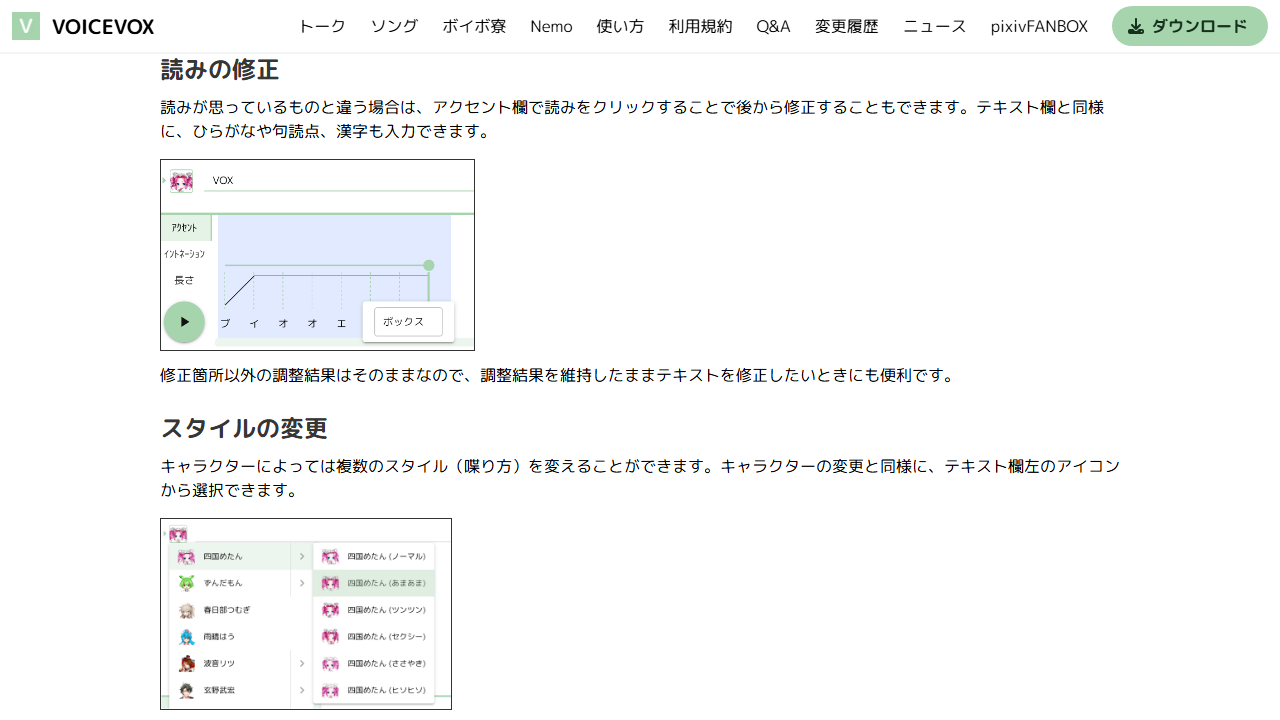 V VOICEVOX トーク ソング ボイボ寮 Nemo 使い方 利用規約 Q&A 変更履歴 ニュース pixivFANBOX ダウンロード
読みの修正
読みが思っているものと違う場合は、アクセント欄で読みをクリックすることで後から修正することもできます。テキスト欄と同様
に、ひらがなや句読点、漢字も入力できます。
VOX
アクセント
イントネーション
長さ
ブ イ オ オ エ ボックス
修正箇所以外の調整結果はそのままなので、調整結果を維持したままテキストを修正したいときにも便利です。
スタイルの変更
キャラクターによっては複数のスタイル（喋り方）を変えることができます。キャラクターの変更と同様に、テキスト欄左のアイコン
から選択できます。
四国めたん 四国めたん (ノーマル)
ずんだもん 四国めたん (あまあま)
春日部つむぎ 四国めたん (ツンツン)
雨晴はう 四国めたん (セクシー)
波音リツ 四国めたん (ささやき)
玄野武宏 四国めたん (ヒソヒソ)